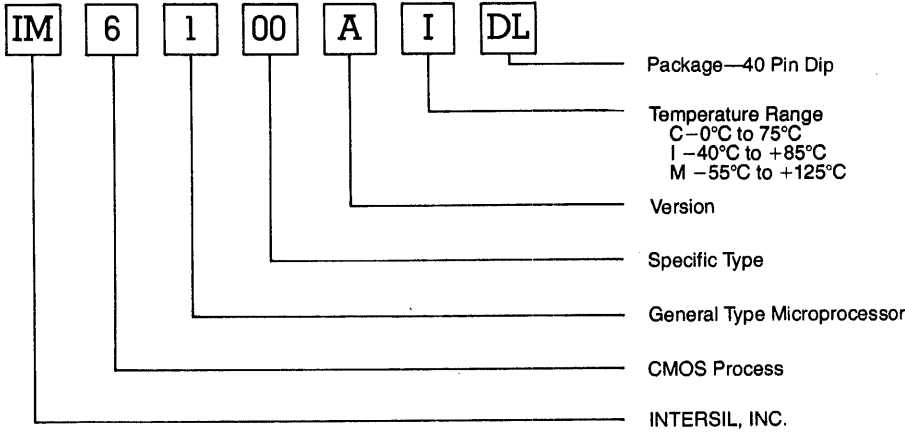 IM 6 1 00 A I DL
Package—40 Pin Dip
Temperature Range
C–0°C to 75°C
I –40°C to +85°C
M –55°C to +125°C
Version
Specific Type
General Type Microprocessor
CMOS Process
INTERSIL, INC.